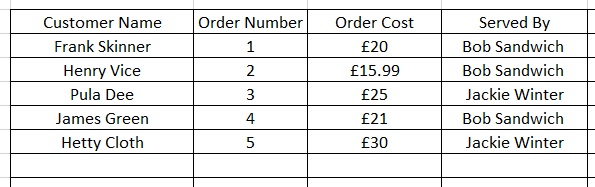 Customer Name Order Number Order Cost Served By
Frank Skinner 1 £20 Bob Sandwich
Henry Vice 2 £15.99 Bob Sandwich
Pula Dee 3 £25 Jackie Winter
James Green 4 £21 Bob Sandwich
Hetty Cloth 5 £30 Jackie Winter